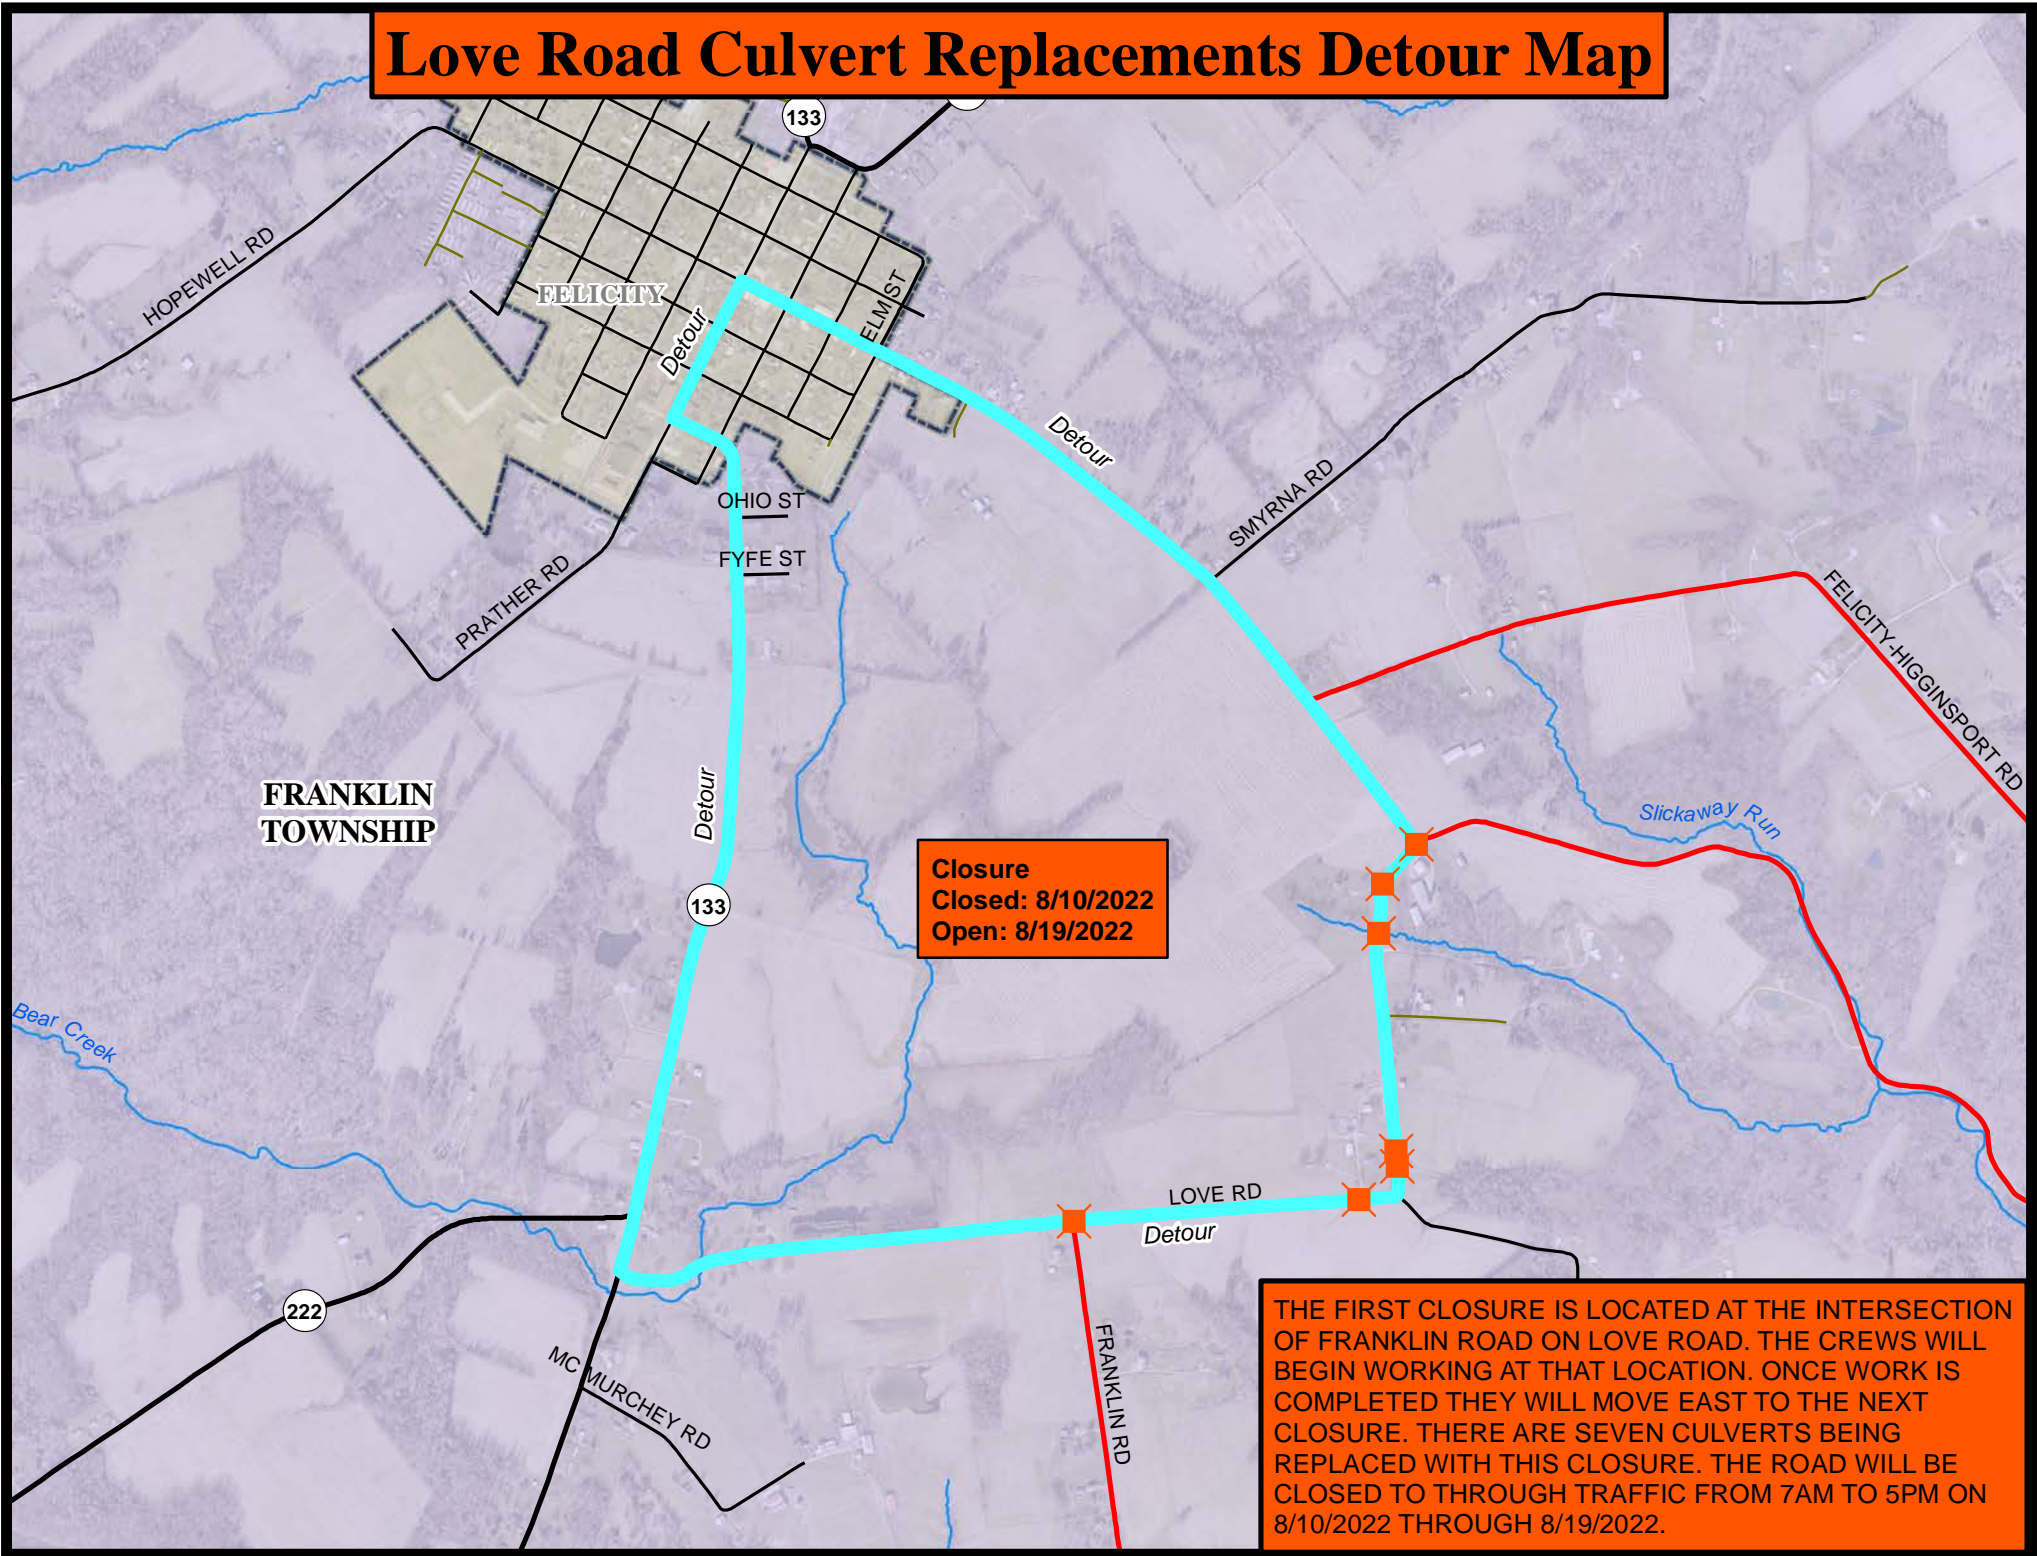 Love Road Culvert Replacements Detour Map
133
HOPEWELL RD
FELICITY
ELM ST
Detour
Detour
SMYRNA RD
OHIO ST
FYFE ST
PRATHER RD
FELICITY-HIGGINSPORT RD
FRANKLIN
TOWNSHIP
Detour
Slickaway Run
133
Closure
Closed: 8/10/2022
Open: 8/19/2022
Bear Creek
LOVE RD
Detour
222
MC MURCHEY RD
FRANKLIN RD
THE FIRST CLOSURE IS LOCATED AT THE INTERSECTION
OF FRANKLIN ROAD ON LOVE ROAD. THE CREWS WILL
BEGIN WORKING AT THAT LOCATION. ONCE WORK IS
COMPLETED THEY WILL MOVE EAST TO THE NEXT
CLOSURE. THERE ARE SEVEN CULVERTS BEING
REPLACED WITH THIS CLOSURE. THE ROAD WILL BE
CLOSED TO THROUGH TRAFFIC FROM 7AM TO 5PM ON
8/10/2022 THROUGH 8/19/2022.